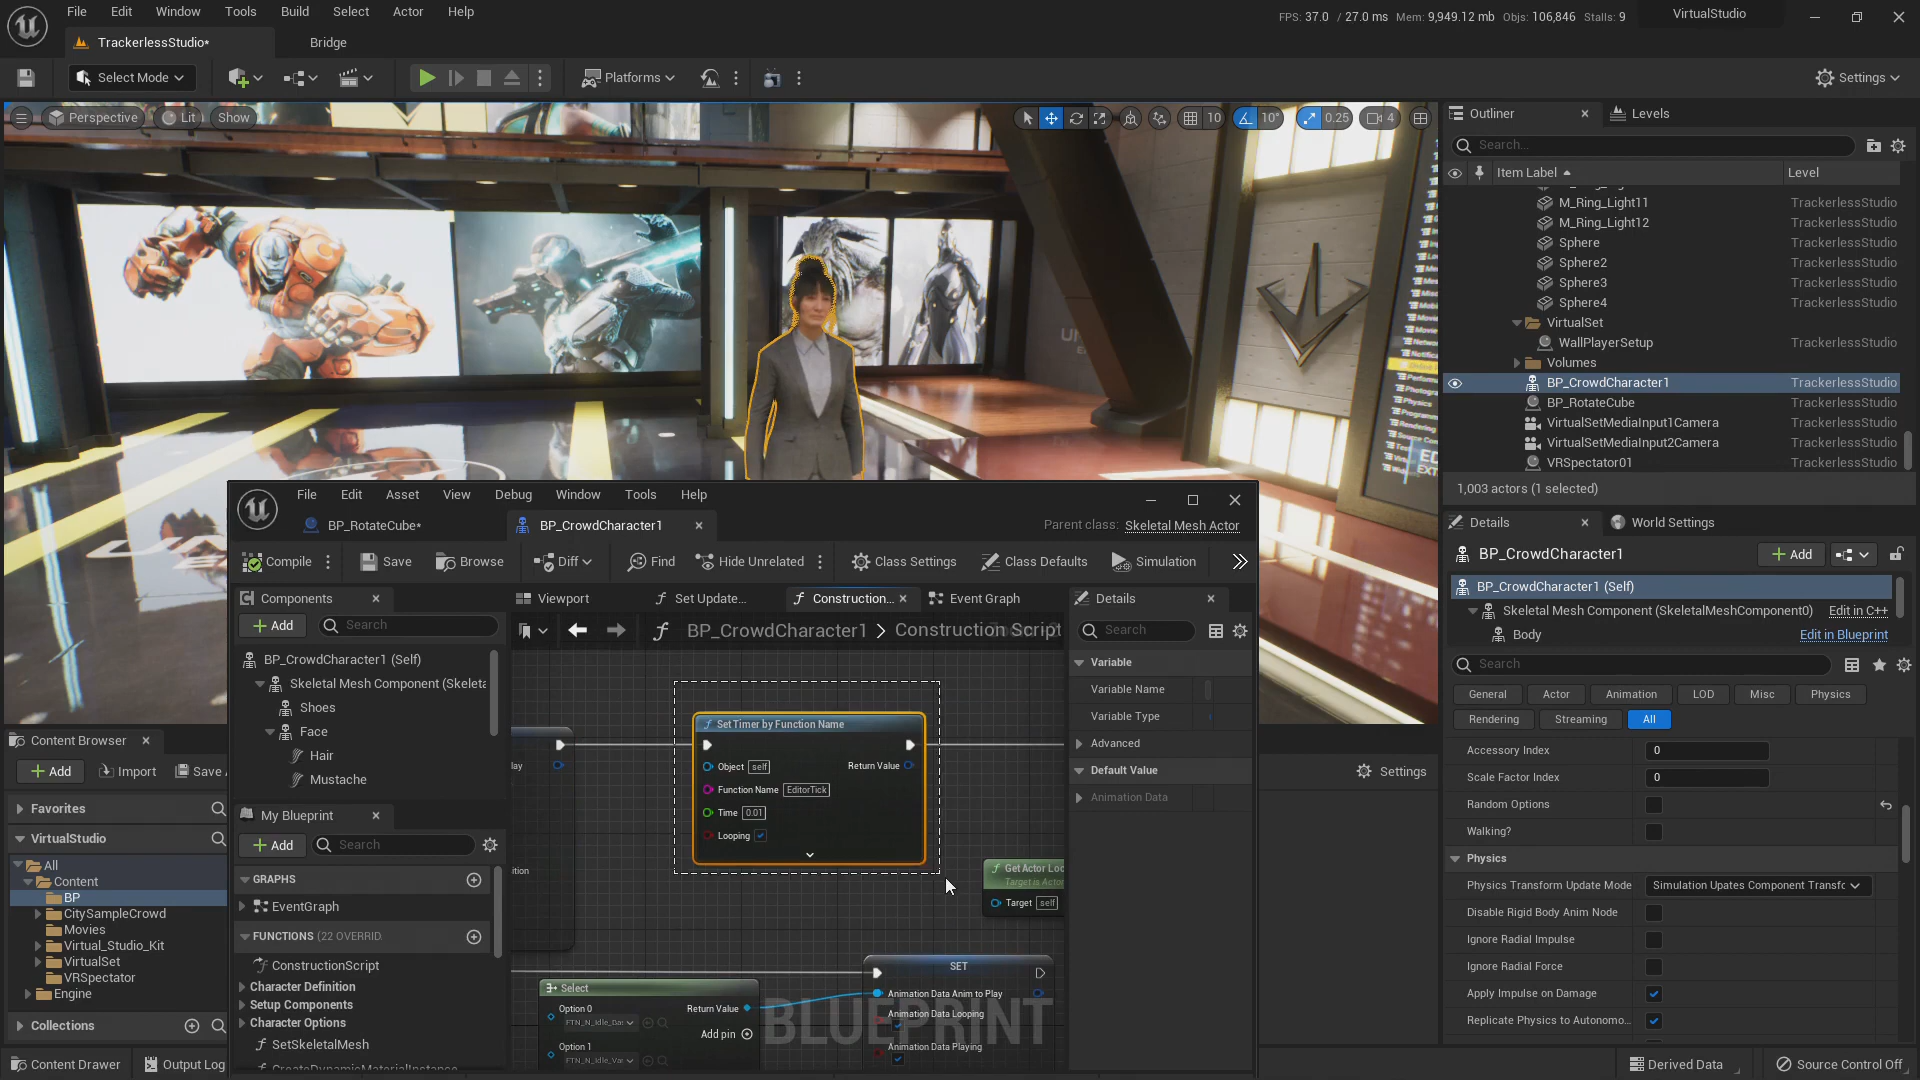 File Edit Window Tools Build Select Actor Help
FPS: 37.0 / 27.0 ms Mem: 9,949.12 mb Objs: 106,846 Stalls: 9
VirtualStudio
TrackerlessStudio*
Bridge
Select Mode
Platforms
Settings
Perspective
Lit
Show
10
10°
0.25
4
Outliner
Levels
Search...
Item Label
Level
M_Ring_Light11 TrackerlessStudio
M_Ring_Light12 TrackerlessStudio
Sphere TrackerlessStudio
Sphere2 TrackerlessStudio
Sphere3 TrackerlessStudio
Sphere4 TrackerlessStudio
VirtualSet
WallPlayerSetup TrackerlessStudio
Volumes
BP_CrowdCharacter1 TrackerlessStudio
BP_RotateCube TrackerlessStudio
VirtualSetMediaInput1Camera TrackerlessStudio
VirtualSetMediaInput2Camera TrackerlessStudio
VRSpectator01 TrackerlessStudio
1,003 actors (1 selected)
Details
World Settings
BP_CrowdCharacter1
Add
BP_CrowdCharacter1 (Self)
Skeletal Mesh Component (SkeletalMeshComponent0) Edit in C++
Body Edit in Blueprint
Search
General Actor Animation LOD Misc Physics
Rendering Streaming All
Accessory Index 0
Scale Factor Index 0
Random Options
Walking?
Physics
Physics Transform Update Mode Simulation Upates Component Transfc
Disable Rigid Body Anim Node
Ignore Radial Impulse
Ignore Radial Force
Apply Impulse on Damage
Replicate Physics to Autonomo...
Derived Data
Source Control Off
File Edit Asset View Debug Window Tools Help
BP_RotateCube*
BP_CrowdCharacter1
Parent class: Skeletal Mesh Actor
Compile
Save
Browse
Diff
Find
Hide Unrelated
Class Settings
Class Defaults
Simulation
Components
Add
Search
BP_CrowdCharacter1 (Self)
Skeletal Mesh Component (Skeleta
Shoes
Face
Hair
Mustache
My Blueprint
Add
Search
GRAPHS
EventGraph
FUNCTIONS (22 OVERRID
ConstructionScript
Character Definition
Setup Components
Character Options
SetSkeletalMesh
CreateDynamicMaterialInstance
Viewport
Set Update...
Construction...
Event Graph
BP_CrowdCharacter1 > Construction Script
lay
ition
Set Timer by Function Name
Object self
Return Value
Function Name EditorTick
Time 0.01
Looping
Get Actor Loc
Target is Actor
Target self
Select
Option 0
FTN_N_Idle_Bas
Return Value
Add pin
Option 1
FTN_N_Idle_Var
SET
Animation Data Anim to Play
Animation Data Looping
Animation Data Playing
BLUEPRINT
Details
Search
Variable
Variable Name
Variable Type
Advanced
Default Value
Animation Data
Settings
Content Browser
Add
Import
Save
Favorites
VirtualStudio
All
Content
BP
CitySampleCrowd
Movies
Virtual_Studio_Kit
VirtualSet
VRSpectator
Engine
Collections
Content Drawer
Output Log